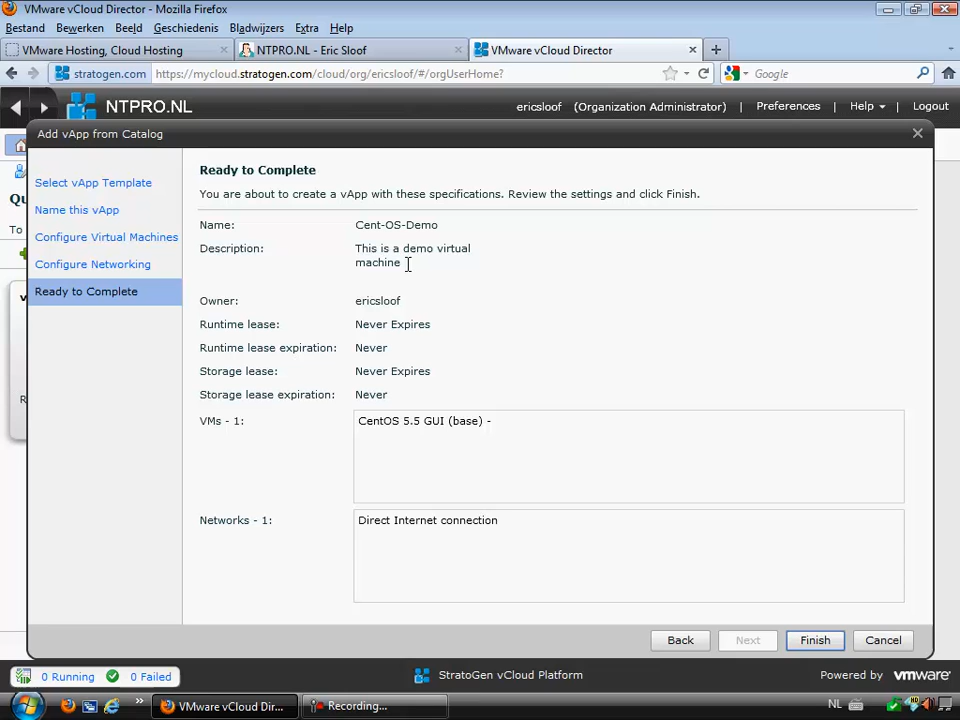 VMware vCloud Director - Mozilla Firefox
Bestand Bewerken Beeld Geschiedenis Bladwijzers Extra Help
VMware Hosting, Cloud Hosting
NTPRO.NL - Eric Sloof
VMware vCloud Director
stratogen.com
https://mycloud.stratogen.com/cloud/org/ericsloof/#/orgUserHome?
Google
NTPRO.NL
ericsloof (Organization Administrator) | Preferences | Help | Logout
Add vApp from Catalog
Select vApp Template
Name this vApp
Configure Virtual Machines
Configure Networking
Ready to Complete
Ready to Complete
You are about to create a vApp with these specifications. Review the settings and click Finish.
Name: Cent-OS-Demo
Description: This is a demo virtual
machine
Owner: ericsloof
Runtime lease: Never Expires
Runtime lease expiration: Never
Storage lease: Never Expires
Storage lease expiration: Never
VMs - 1: CentOS 5.5 GUI (base) -
Networks - 1: Direct Internet connection
Back Next Finish Cancel
0 Running 0 Failed
StratoGen vCloud Platform
Powered by vmware
VMware vCloud Dir...
Recording...
NL